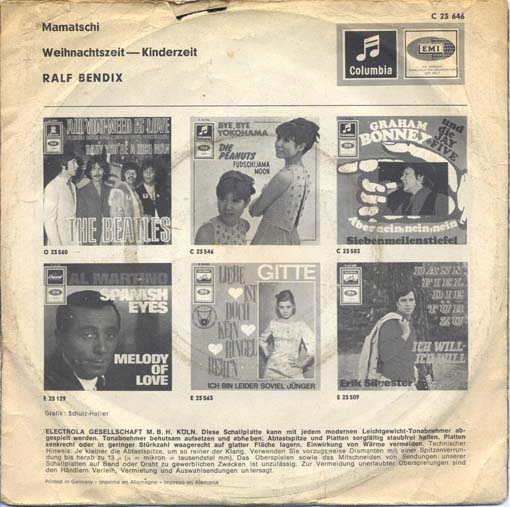 Mamatschi
C 23 646
Weihnachtszeit — Kinderzeit
RALF BENDIX
Columbia
EMI
ALL YOU NEED IS LOVE
BABY YOU'RE A RICH MAN
THE BEATLES
O 23 560
BYE, BYE
YOKOHAMA
DIE
PEANUTS
FUDSCHIJAMA
MOON
C 23 546
GRAHAM
BONNEY
und
die
JAY
FIVE
Aber nein, nein, nein
Siebenmeilenstiefel
C 23 585
AL MARTINO
SPANISH
EYES
MELODY
OF
LOVE
E 23 129
GITTE
LIEBE
IST
DOCH
KEIN
RINGEL
REIHN
ICH BIN LEIDER SOVIEL JÜNGER
E 23 563
DANN
FIEL
DIE
TÜR
ZU
ICH WILL-
ICH WILL
Erik Silvester
E 23 509
Grafik: Schulz-Haller
ELECTROLA GESELLSCHAFT M. B. H. KÖLN. Diese Schallplatte kann mit jedem modernen Leichtgewicht-Tonabnehmer ab-
gespielt werden. Tonabnehmer behutsam aufsetzen und abheben. Abtastspitze und Platten sorgfältig staubfrei halten. Platten
senkrecht oder in geringer Stückzahl waagerecht auf glatter Fläche lagern. Einwirkung von Wärme vermeiden. Technischer
Hinweis: Je kleiner die Abtastspitze, um so reiner der Klang. Verwenden Sie vorzugsweise Diamanten mit einer Spitzenverrun-
dung bis herab zu 13 µ (µ = mikron = tausendstel mm). Das Überspielen sowie das Mitschneiden von Sendungen unserer
Schallplatten auf Band oder Draht zu gewerblichen Zwecken ist unzulässig. Zur Vermeidung unerlaubter Überspielungen sind
den Händlern Verleih, Vermietung und Auswahlsendungen untersagt.
Printed in Germany - Imprimé en Allemagne - Impreso en Alemania